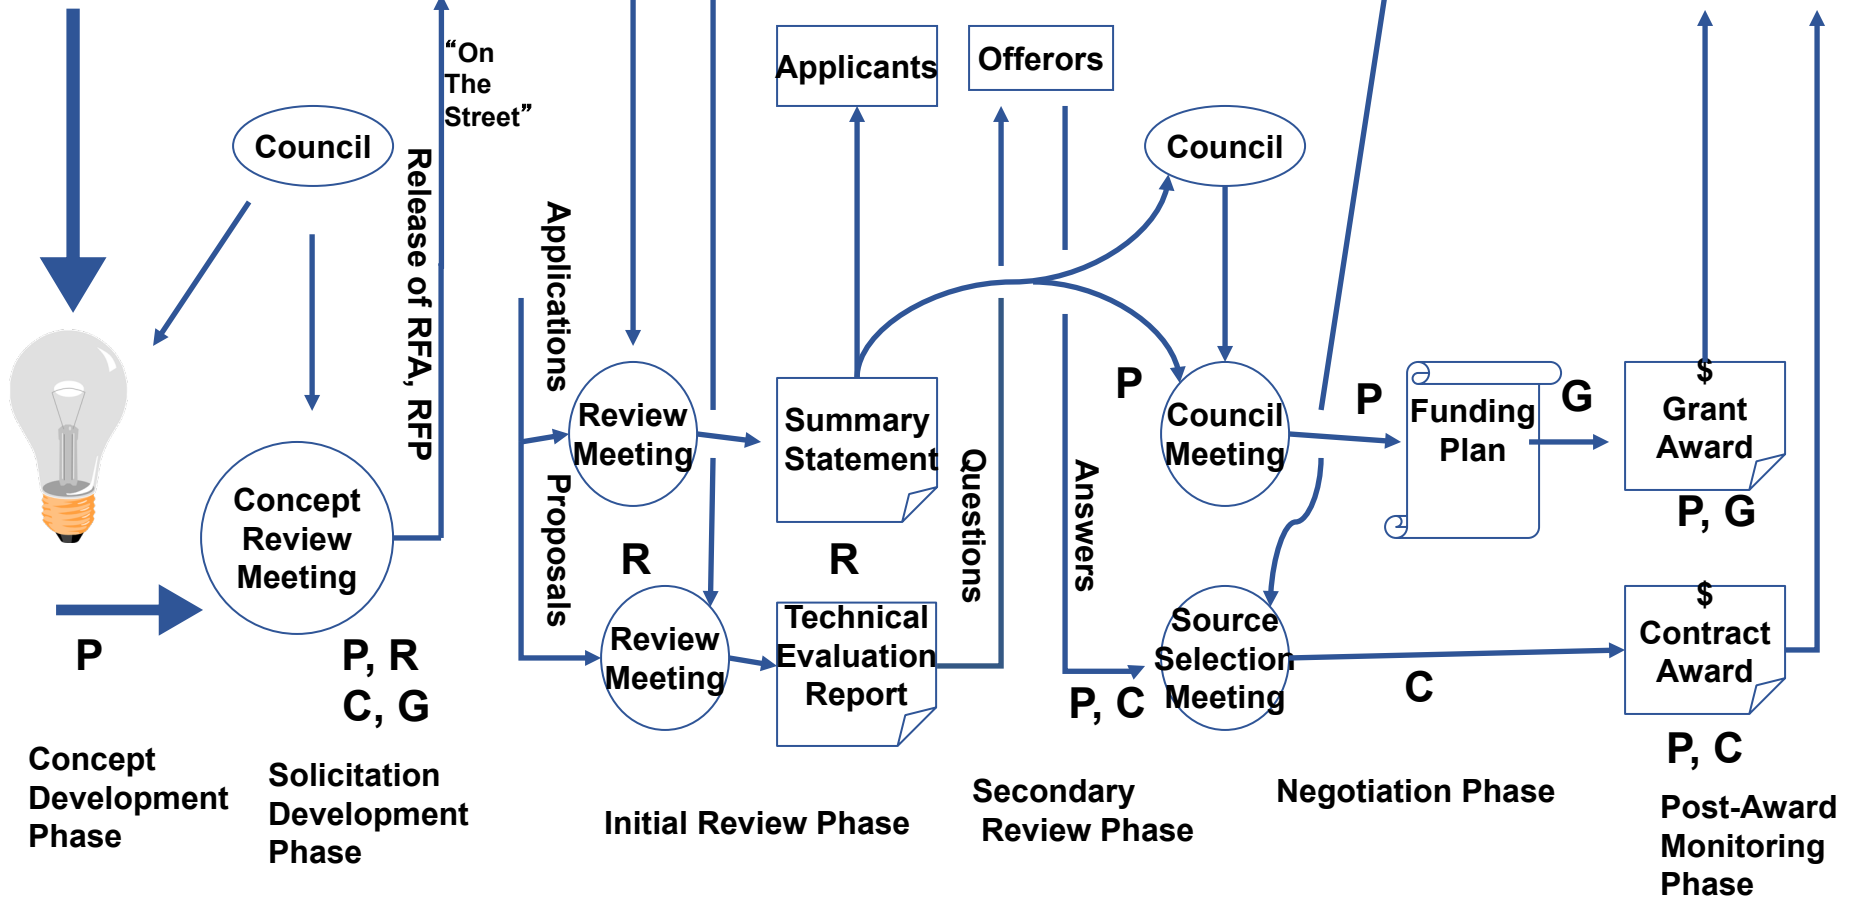 “On
The
Street”
Council
Release of RFA, RFP
Concept
Review
Meeting
P
P, R
C, G
Applications
Proposals
Review
Meeting
R
Review
Meeting
Applicants
Summary
Statement
R
Technical
Evaluation
Report
Offerors
Questions
Answers
Council
P
Council
Meeting
P
Funding
Plan
G
$
Grant
Award
P, G
P, C
Source
Selection
Meeting
C
$
Contract
Award
P, C
Concept
Development
Phase
Solicitation
Development
Phase
Initial Review Phase
Secondary
Review Phase
Negotiation Phase
Post-Award
Monitoring
Phase